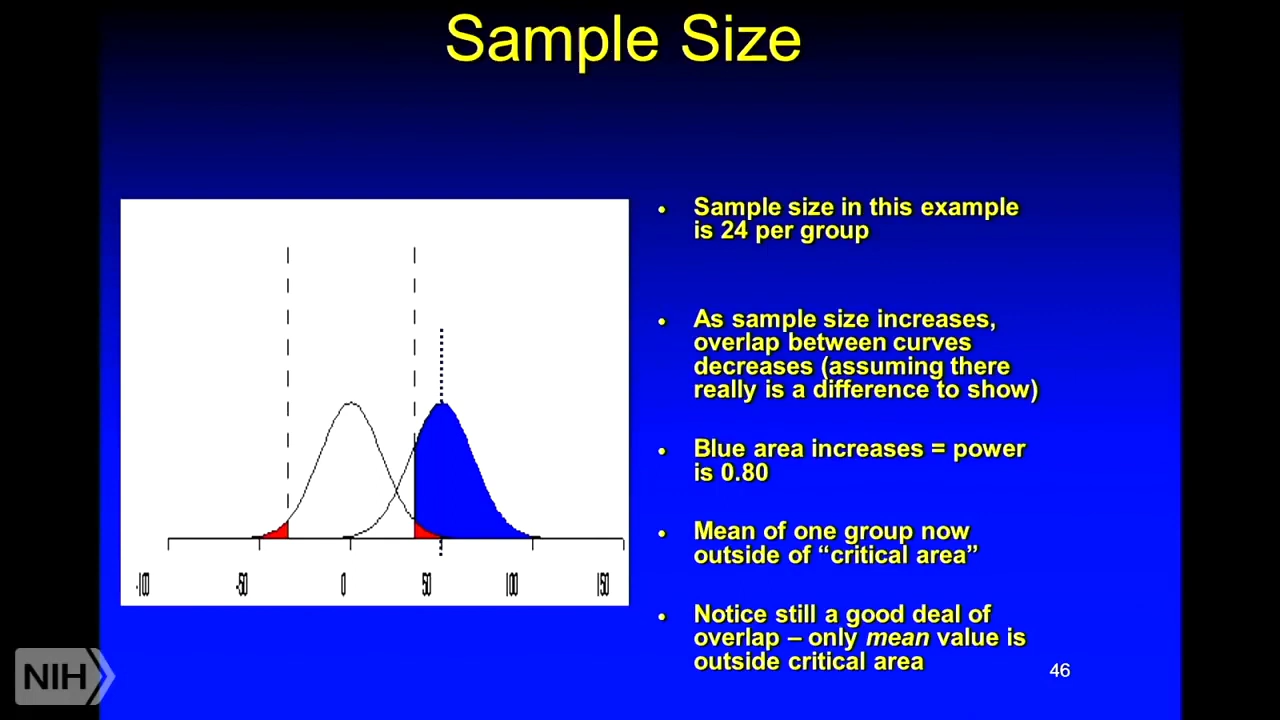 Sample Size
• Sample size in this example
is 24 per group
• As sample size increases,
overlap between curves
decreases (assuming there
really is a difference to show)
• Blue area increases = power
is 0.80
• Mean of one group now
outside of “critical area”
• Notice still a good deal of
overlap – only mean value is
outside critical area
-100 -50 0 50 100 150
46
NIH